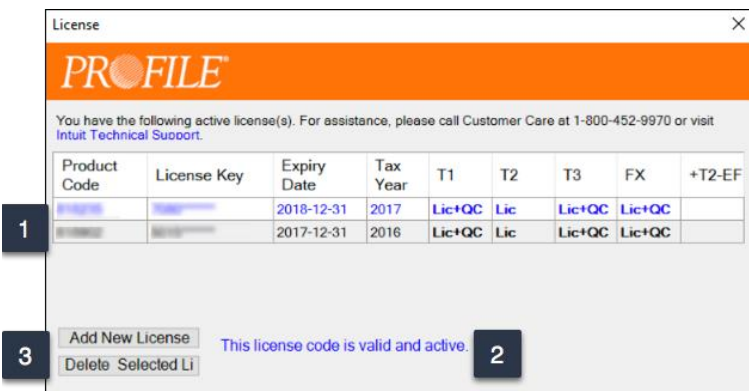 License
PROFILE®
You have the following active license(s). For assistance, please call Customer Care at 1-800-452-9970 or visit
Intuit Technical Support.
Product Code License Key Expiry Date Tax Year T1 T2 T3 FX +T2-EF
2018-12-31 2017 Lic+QC Lic Lic+QC Lic+QC
1
2017-12-31 2016 Lic+QC Lic Lic+QC Lic+QC
Add New License
This license code is valid and active. 2
3
Delete Selected Li